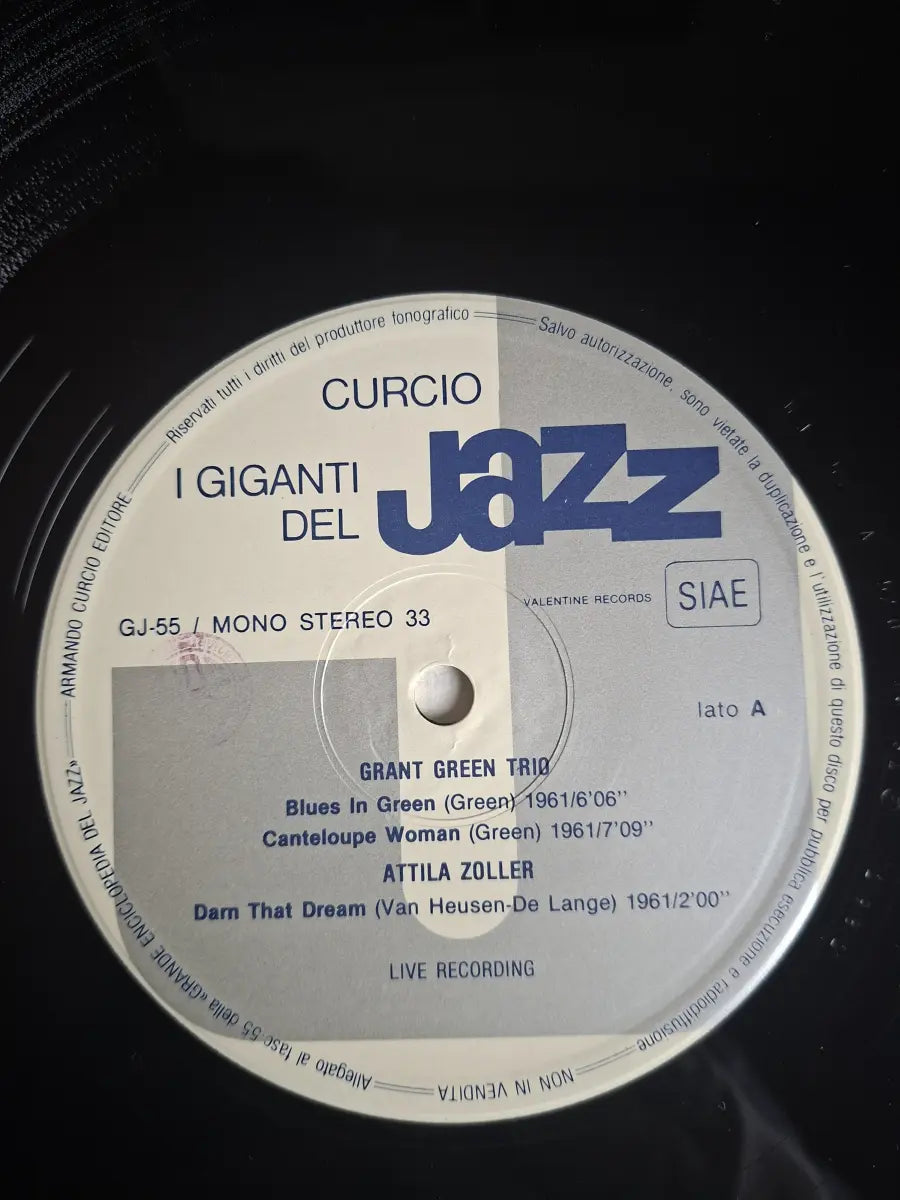 Riservati tutti i diritti del produttore fonografico
Salvo autorizzazione, sono vietate la duplicazione e l'utilizzazione di questo disco per pubblica esecuzione e radiodiffusione
NON IN VENDITA
Allegato al fasc 55 della «GRANDE ENCICLOPEDIA DEL JAZZ»
ARMANDO CURCIO EDITORE
CURCIO
I GIGANTI
DEL
Jazz
VALENTINE RECORDS
SIAE
GJ-55 / MONO STEREO 33
lato A
GRANT GREEN TRIO
Blues In Green (Green) 1961/6'06''
Canteloupe Woman (Green) 1961/7'09''
ATTILA ZOLLER
Darn That Dream (Van Heusen-De Lange) 1961/2'00''
LIVE RECORDING